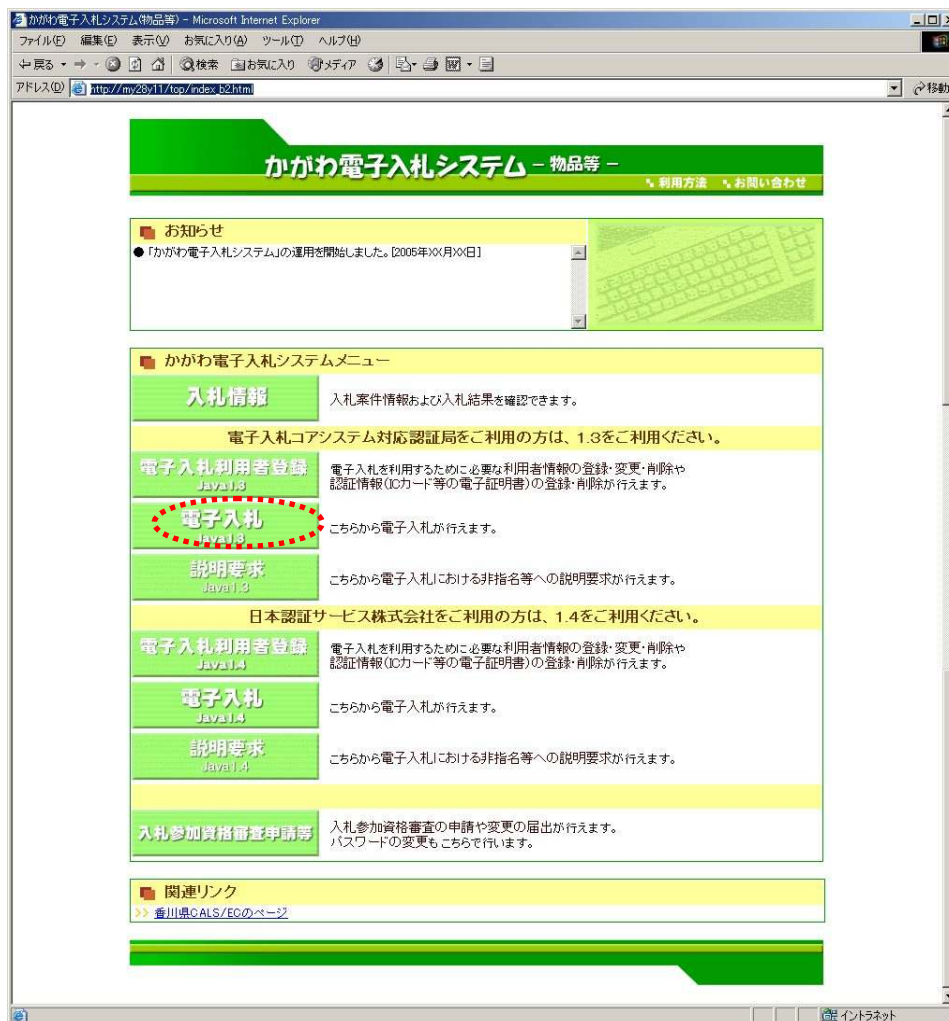 かがわ電子入札システム(物品等) - Microsoft Internet Explorer
ファイル(F) 編集(E) 表示(V) お気に入り(A) ツール(T) ヘルプ(H)
戻る 検索 お気に入り メディア
アドレス(D) http://my28y11/top/index_b2.html 移動
かがわ電子入札システム - 物品等 -
利用方法 お問い合わせ
お知らせ
●「かがわ電子入札システム」の運用を開始しました。[2005年XX月XX日]
かがわ電子入札システムメニュー
入札情報 入札案件情報および入札結果を確認できます。
電子入札コアシステム対応認証局をご利用の方は、1.3をご利用ください。
電子入札利用者登録 電子入札を利用するために必要な利用者情報の登録・変更・削除や
Java1.3 認証情報(ICカード等の電子証明書)の登録・削除が行えます。
電子入札 こちらから電子入札が行えます。
Java1.3
説明要求 こちらから電子入札における非指名等への説明要求が行えます。
Java1.3
日本認証サービス株式会社をご利用の方は、1.4をご利用ください。
電子入札利用者登録 電子入札を利用するために必要な利用者情報の登録・変更・削除や
Java1.4 認証情報(ICカード等の電子証明書)の登録・削除が行えます。
電子入札 こちらから電子入札が行えます。
Java1.4
説明要求 こちらから電子入札における非指名等への説明要求が行えます。
Java1.4
入札参加資格審査申請等 入札参加資格審査の申請や変更の届出が行えます。
パスワードの変更もこちらで行います。
関連リンク
>> 香川県CALS/ECのページ
イントラネット